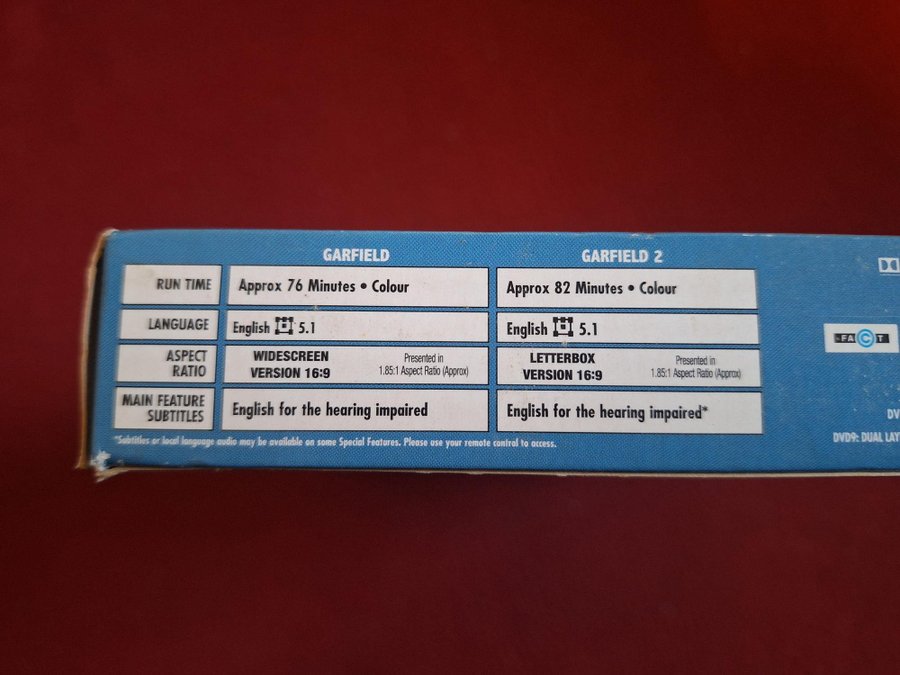 GARFIELD GARFIELD 2
RUN TIME Approx 76 Minutes • Colour Approx 82 Minutes • Colour
LANGUAGE English 5.1 English 5.1
ASPECT RATIO WIDESCREEN VERSION 16:9 Presented in 1.85:1 Aspect Ratio (Approx) LETTERBOX VERSION 16:9 Presented in 1.85:1 Aspect Ratio (Approx)
MAIN FEATURE SUBTITLES English for the hearing impaired English for the hearing impaired*
*Subtitles or local language audio may be available on some Special Features. Please use your remote control to access.
FACT
DV
DVD9: DUAL LAY